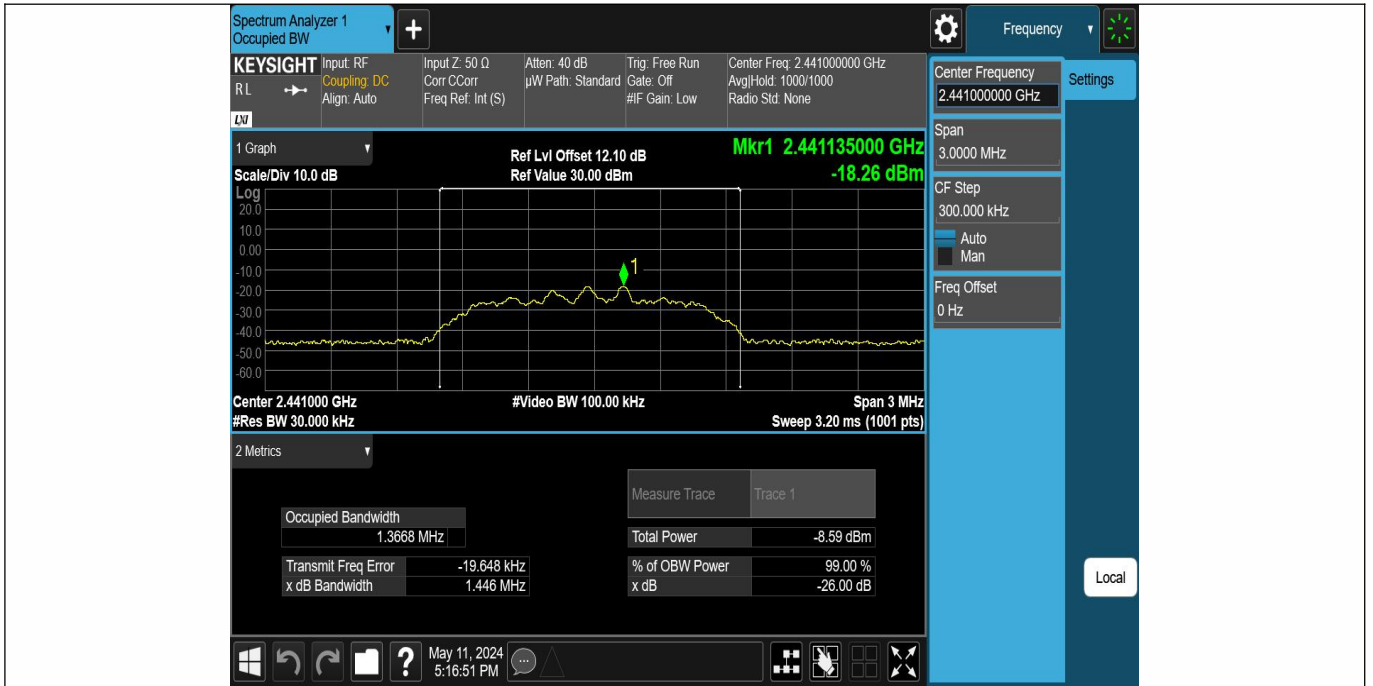 Spectrum Analyzer 1
Occupied BW
+
Frequency
KEYSIGHT
RL
LXI
Input: RF
Coupling: DC
Align: Auto
Input Z: 50 Ω
Corr CCorr
Freq Ref: Int (S)
Atten: 40 dB
µW Path: Standard
Trig: Free Run
Gate: Off
#IF Gain: Low
Center Freq: 2.441000000 GHz
Avg|Hold: 1000/1000
Radio Std: None
Center Frequency
2.441000000 GHz
Settings
Span
3.0000 MHz
CF Step
300.000 kHz
Auto
Man
Freq Offset
0 Hz
Local
1 Graph
Scale/Div 10.0 dB
Ref Lvl Offset 12.10 dB
Ref Value 30.00 dBm
Mkr1 2.441135000 GHz
-18.26 dBm
Log
20.0
10.0
0.00
-10.0
-20.0
-30.0
-40.0
-50.0
-60.0
1
Center 2.441000 GHz
#Res BW 30.000 kHz
#Video BW 100.00 kHz
Span 3 MHz
Sweep 3.20 ms (1001 pts)
2 Metrics
Measure Trace Trace 1
Occupied Bandwidth
1.3668 MHz
Total Power -8.59 dBm
Transmit Freq Error -19.648 kHz
% of OBW Power 99.00 %
x dB Bandwidth 1.446 MHz
x dB -26.00 dB
?
May 11, 2024
5:16:51 PM